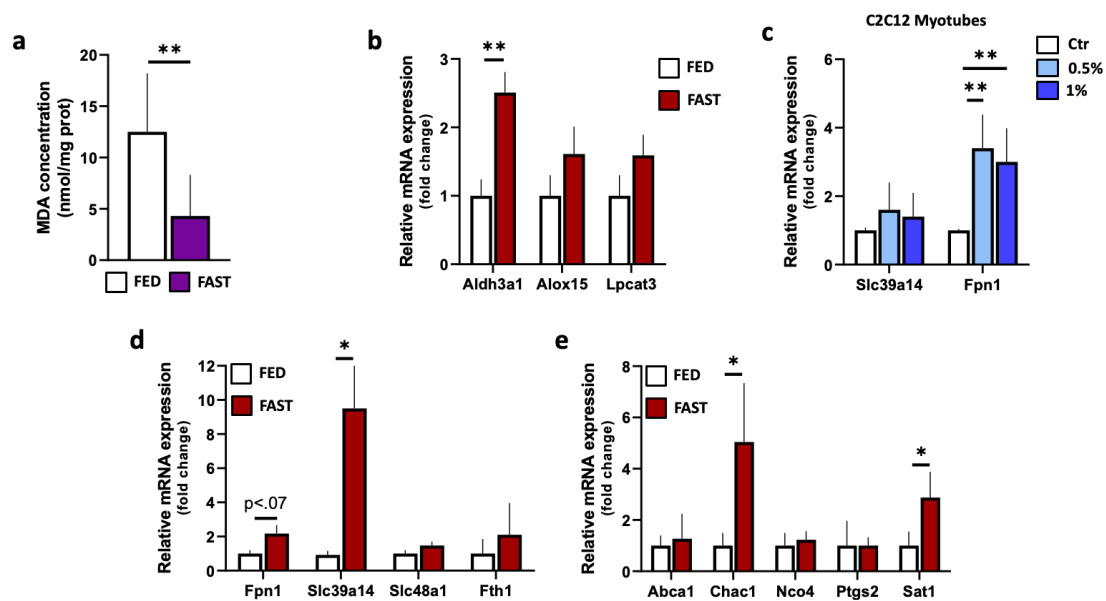 a
**
20
15
10
5
0
MDA concentration
(nmol/mg prot)
FED
FAST
b
**
FED
FAST
3
2
1
0
Relative mRNA expression
(fold change)
Aldh3a1
Alox15
Lpcat3
c
C2C12 Myotubes
Ctr
0.5%
1%
**
**
6
4
2
0
Relative mRNA expression
(fold change)
Slc39a14
Fpn1
d
FED
FAST
*
p<.07
12
10
8
6
4
2
0
Relative mRNA expression
(fold change)
Fpn1
Slc39a14
Slc48a1
Fth1
e
FED
FAST
*
*
8
6
4
2
0
Relative mRNA expression
(fold change)
Abca1
Chac1
Nco4
Ptgs2
Sat1